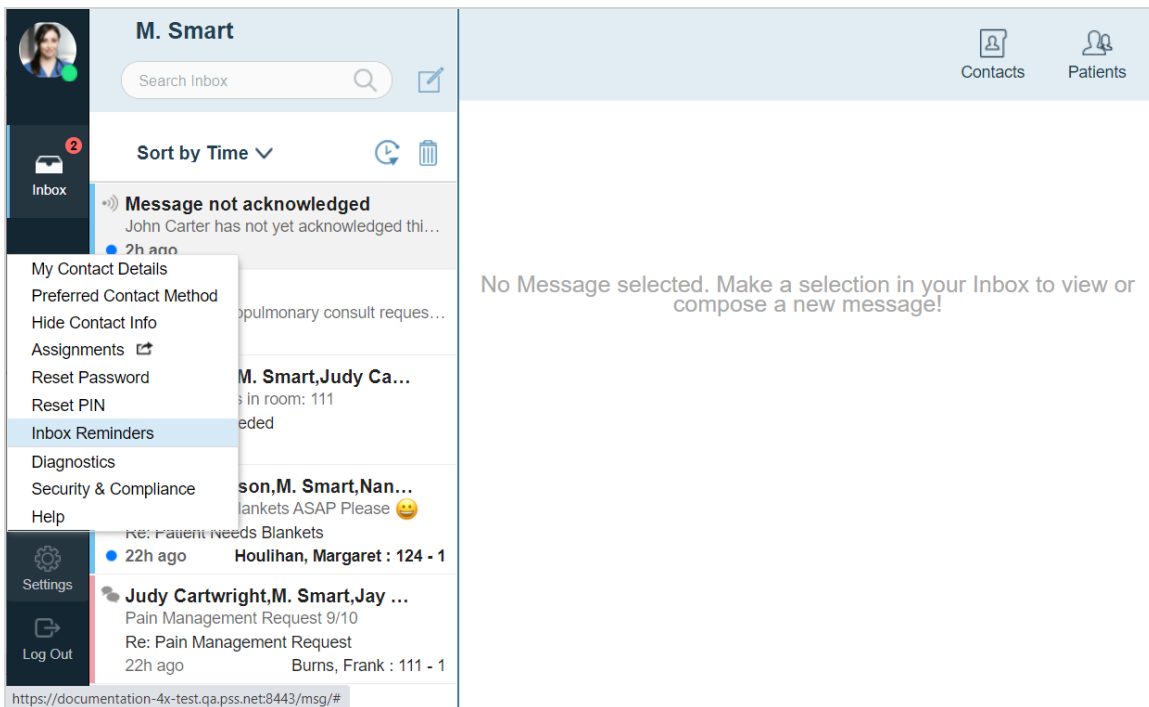 M. Smart
Search Inbox
Contacts
Patients
2
Inbox
Sort by Time
Message not acknowledged
John Carter has not yet acknowledged thi…
2h ago
My Contact Details
Preferred Contact Method
Hide Contact Info
Assignments
Reset Password
Reset PIN
Inbox Reminders
Diagnostics
Security & Compliance
Help
consult reques…
M. Smart,Judy Ca…
in room: 111
M. Smart,Nan…
ASAP Please 😀
Re: Patient Needs Blankets
22h ago Houlihan, Margaret : 124 - 1
Judy Cartwright,M. Smart,Jay …
Pain Management Request 9/10
Re: Pain Management Request
22h ago Burns, Frank : 111 - 1
Settings
Log Out
https://documentation-4x-test.qa.pss.net:8443/msg/#
No Message selected. Make a selection in your Inbox to view or
compose a new message!